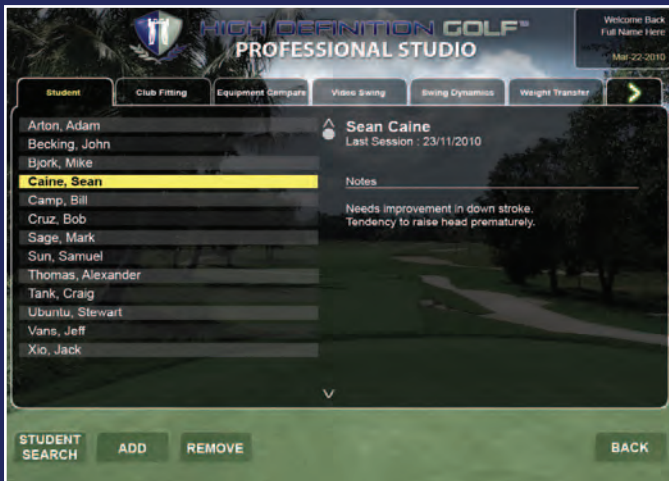 HIGH DEFINITION GOLF™
PROFESSIONAL STUDIO
Welcome Back
Full Name Here
Mar-22-2010
Student
Club Fitting
Equipment Compare
Video Swing
Swing Dynamics
Weight Transfer
>
Arton, Adam
Becking, John
Bjork, Mike
Caine, Sean
Camp, Bill
Cruz, Bob
Sage, Mark
Sun, Samuel
Thomas, Alexander
Tank, Craig
Ubuntu, Stewart
Vans, Jeff
Xio, Jack
Sean Caine
Last Session : 23/11/2010
Notes
Needs improvement in down stroke.
Tendency to raise head prematurely.
STUDENT
SEARCH
ADD
REMOVE
BACK